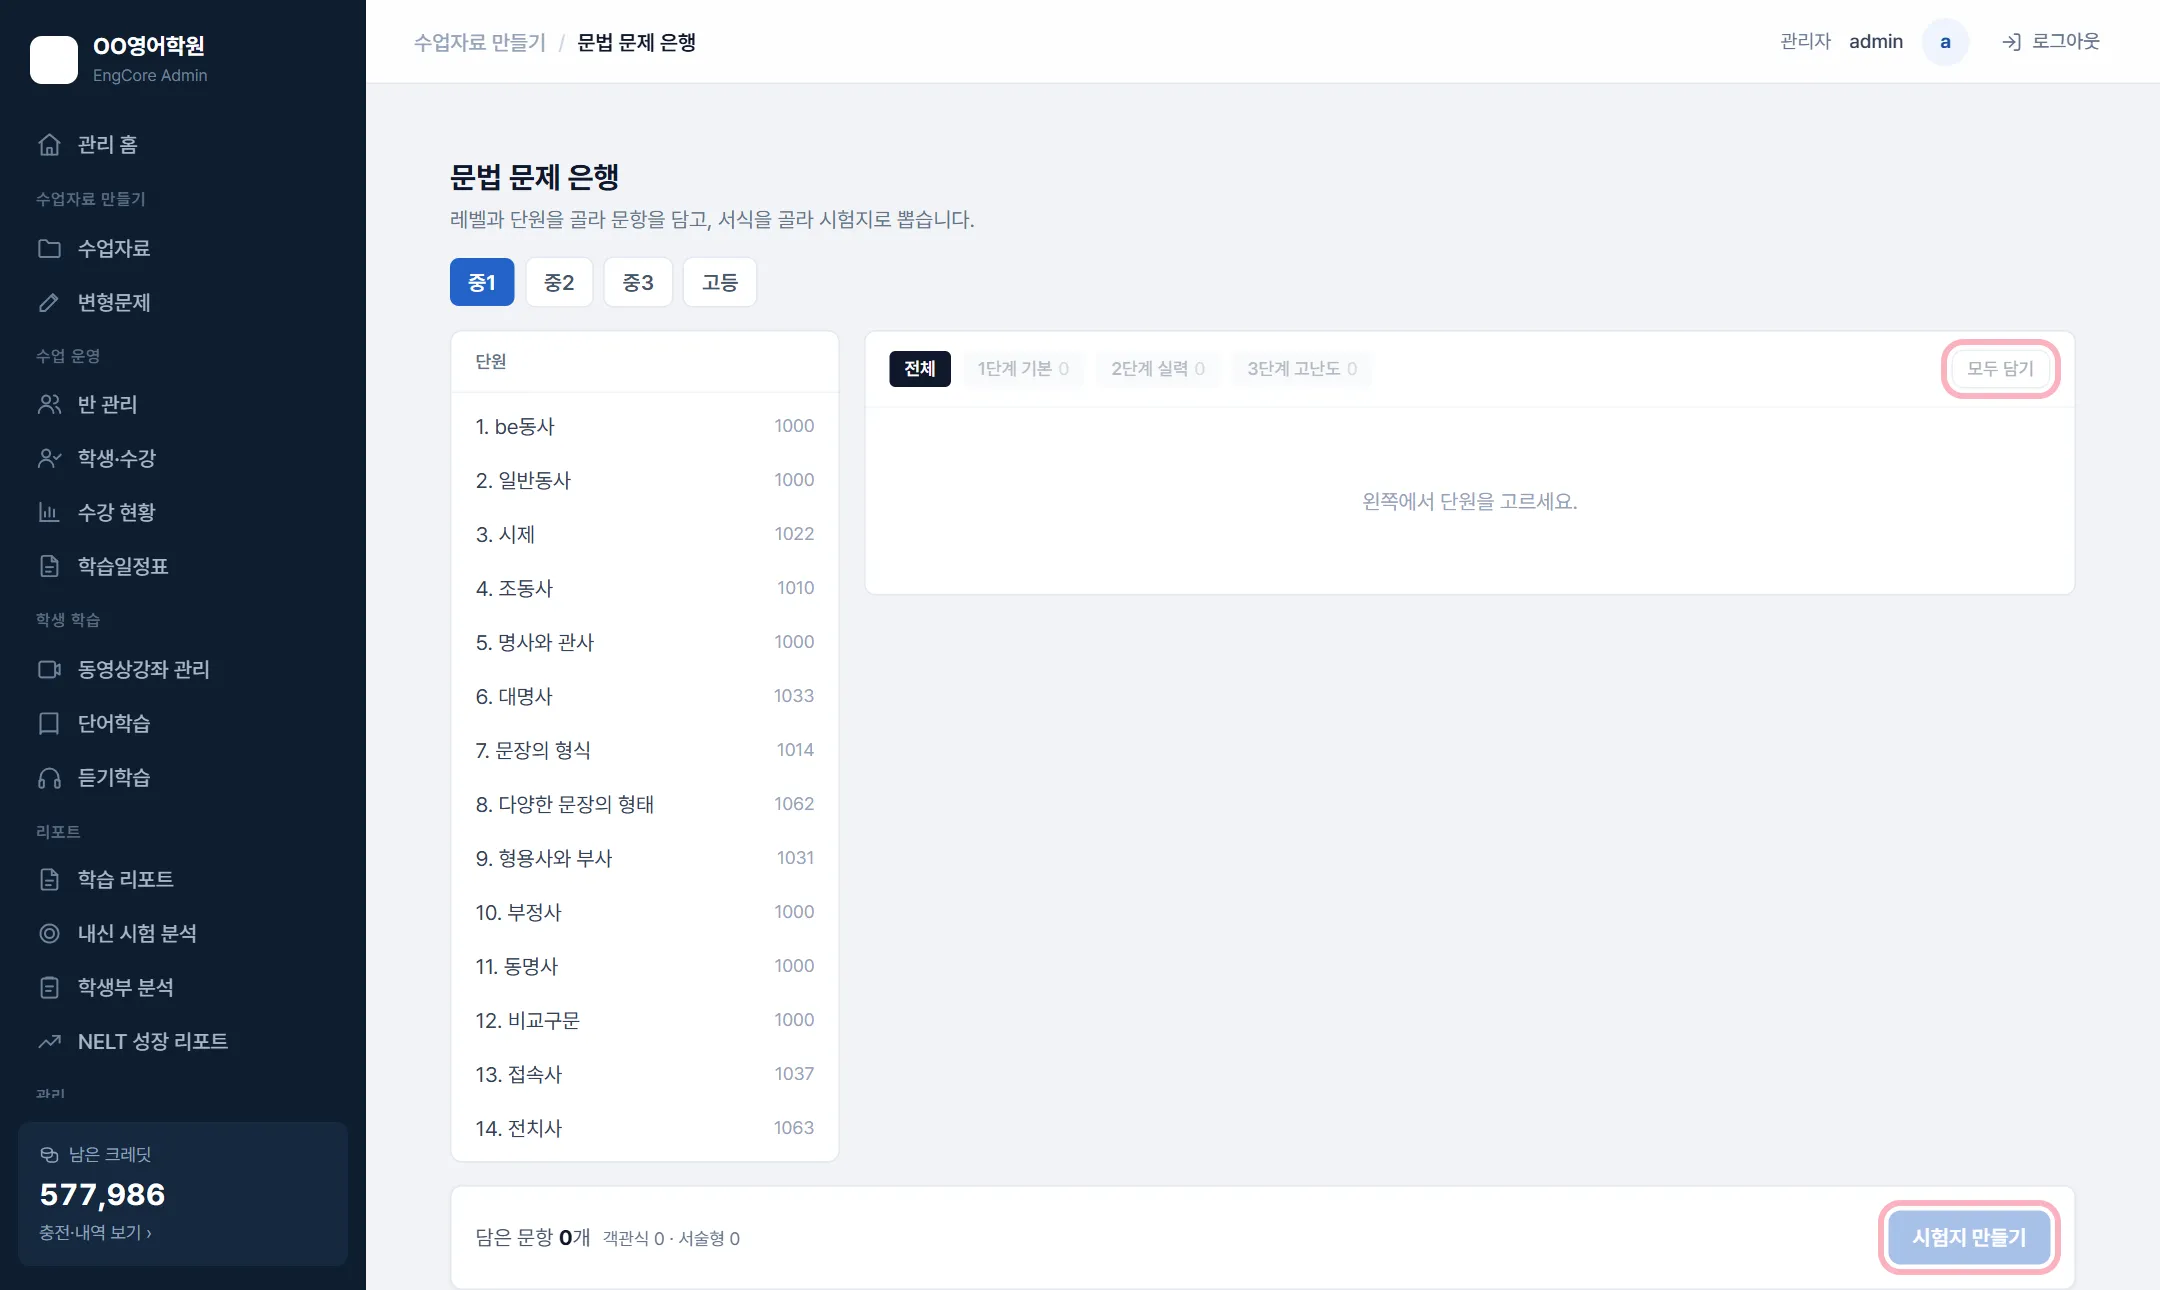 OO영어학원
EngCore Admin
관리 홈
수업자료 만들기
수업자료
변형문제
수업 운영
반 관리
학생·수강
수강 현황
학습일정표
학생 학습
동영상강좌 관리
단어학습
듣기학습
리포트
학습 리포트
내신 시험 분석
학생부 분석
NELT 성장 리포트
관리
남은 크레딧
577,986
충전·내역 보기 ›
수업자료 만들기 / 문법 문제 은행
관리자 admin a 로그아웃
문법 문제 은행
레벨과 단원을 골라 문항을 담고, 서식을 골라 시험지로 뽑습니다.
중1 중2 중3 고등
단원
1. be동사 1000
2. 일반동사 1000
3. 시제 1022
4. 조동사 1010
5. 명사와 관사 1000
6. 대명사 1033
7. 문장의 형식 1014
8. 다양한 문장의 형태 1062
9. 형용사와 부사 1031
10. 부정사 1000
11. 동명사 1000
12. 비교구문 1000
13. 접속사 1037
14. 전치사 1063
전체 1단계 기본 0 2단계 실력 0 3단계 고난도 0 모두 담기
왼쪽에서 단원을 고르세요.
담은 문항 0개 객관식 0 · 서술형 0 시험지 만들기